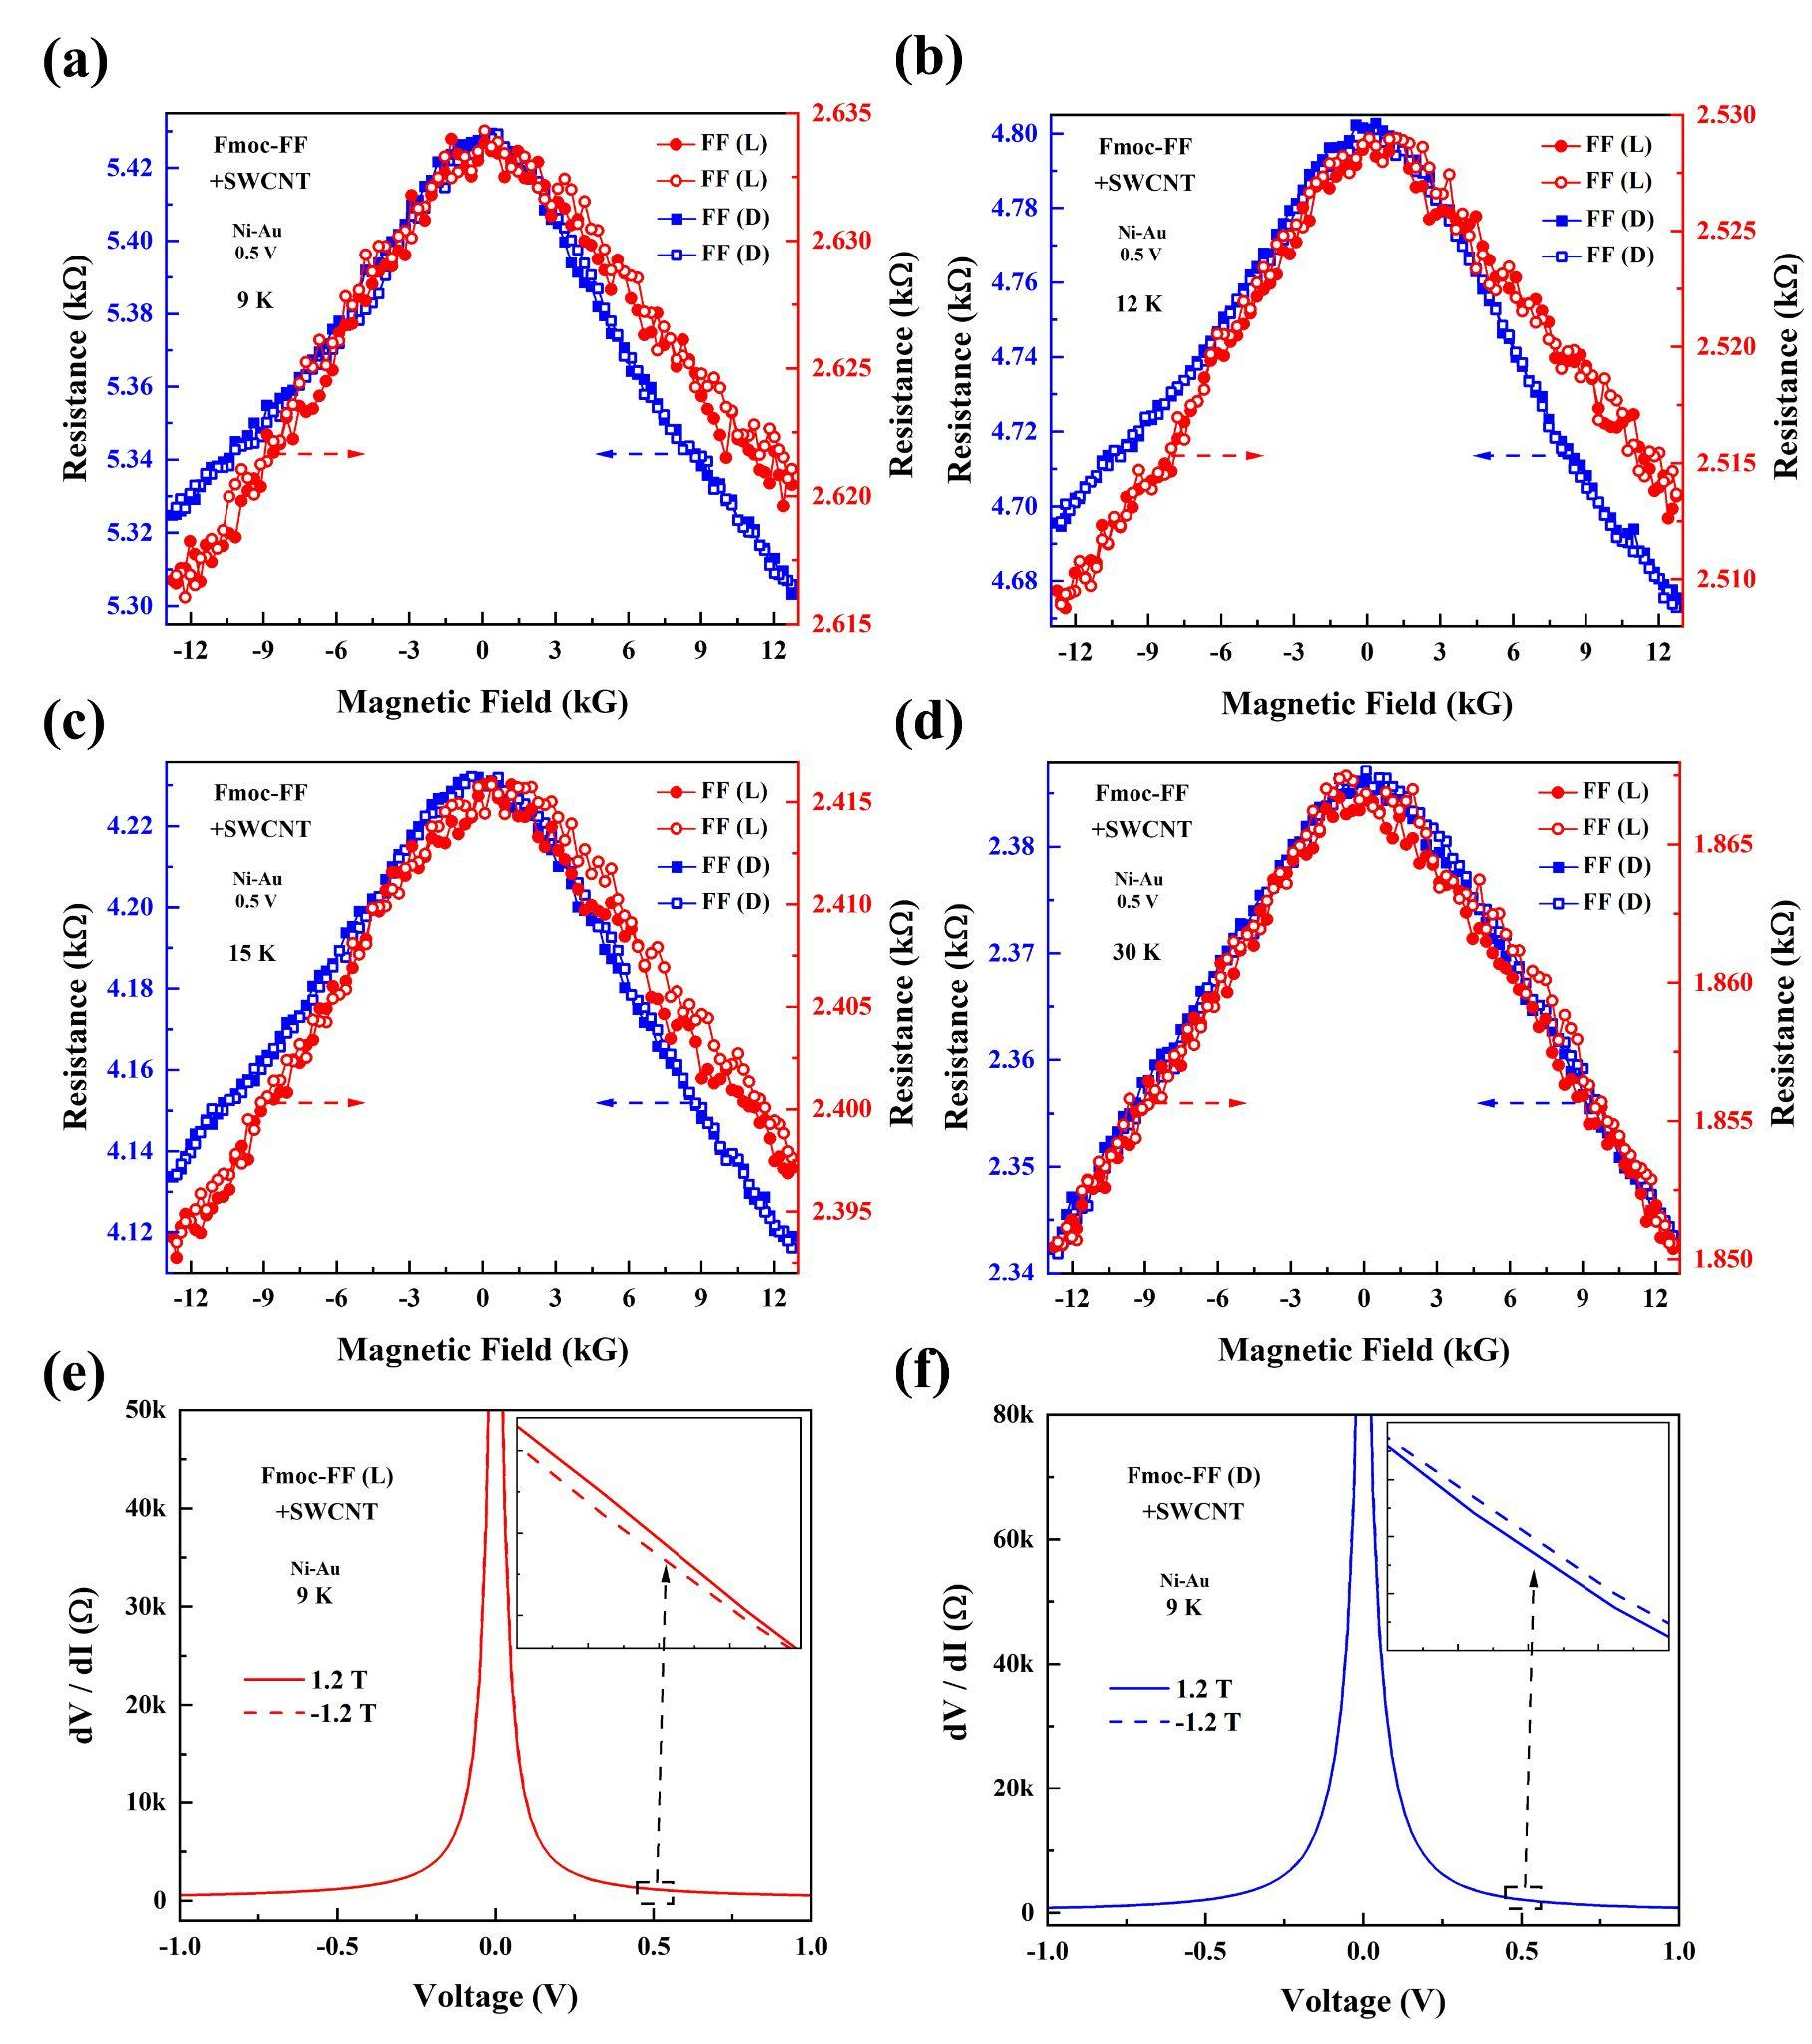 (a)
Fmoc-FF
+SWCNT
Ni-Au
0.5 V
9 K
FF (L)
FF (L)
FF (D)
FF (D)
Resistance (kΩ)
5.42
5.40
5.38
5.36
5.34
5.32
5.30
2.635
2.630
2.625
2.620
2.615
Resistance (kΩ)
-12 -9 -6 -3 0 3 6 9 12
Magnetic Field (kG)
(b)
Fmoc-FF
+SWCNT
Ni-Au
0.5 V
12 K
FF (L)
FF (L)
FF (D)
FF (D)
Resistance (kΩ)
4.80
4.78
4.76
4.74
4.72
4.70
4.68
2.530
2.525
2.520
2.515
2.510
Resistance (kΩ)
-12 -9 -6 -3 0 3 6 9 12
Magnetic Field (kG)
(c)
Fmoc-FF
+SWCNT
Ni-Au
0.5 V
15 K
FF (L)
FF (L)
FF (D)
FF (D)
Resistance (kΩ)
4.22
4.20
4.18
4.16
4.14
4.12
2.415
2.410
2.405
2.400
2.395
Resistance (kΩ)
-12 -9 -6 -3 0 3 6 9 12
Magnetic Field (kG)
(d)
Fmoc-FF
+SWCNT
Ni-Au
0.5 V
30 K
FF (L)
FF (L)
FF (D)
FF (D)
Resistance (kΩ)
2.38
2.37
2.36
2.35
2.34
1.865
1.860
1.855
1.850
Resistance (kΩ)
-12 -9 -6 -3 0 3 6 9 12
Magnetic Field (kG)
(e)
Fmoc-FF (L)
+SWCNT
Ni-Au
9 K
1.2 T
-1.2 T
dV / dI (Ω)
50k
40k
30k
20k
10k
0
-1.0 -0.5 0.0 0.5 1.0
Voltage (V)
(f)
Fmoc-FF (D)
+SWCNT
Ni-Au
9 K
1.2 T
-1.2 T
dV / dI (Ω)
80k
60k
40k
20k
0
-1.0 -0.5 0.0 0.5 1.0
Voltage (V)